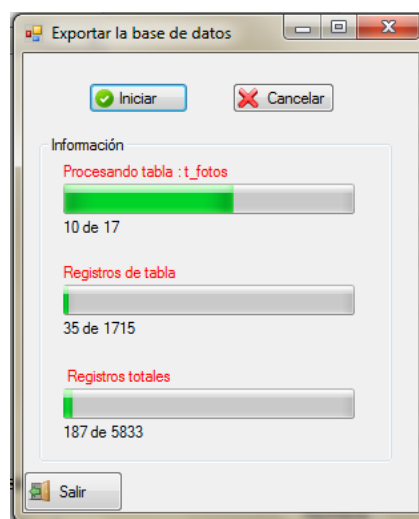 Exportar la base de datos
Iniciar
Cancelar
Información
Procesando tabla : t_fotos
10 de 17
Registros de tabla
35 de 1715
Registros totales
187 de 5833
Salir